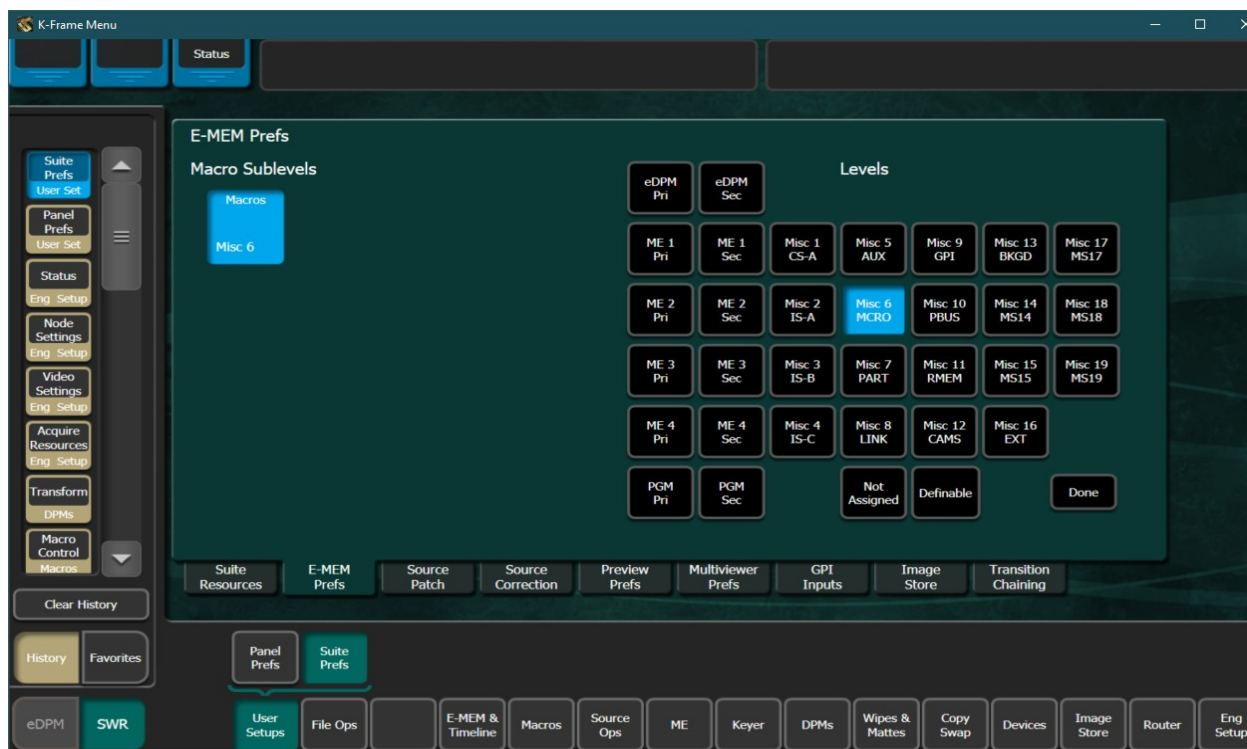 K-Frame Menu
Status
E-MEM Prefs
Macro Sublevels
Macros
Misc 6
Levels
eDPM
Pri
eDPM
Sec
ME 1
Pri
ME 1
Sec
Misc 1
CS-A
Misc 5
AUX
Misc 9
GPI
Misc 13
BKGD
Misc 17
MS17
ME 2
Pri
ME 2
Sec
Misc 2
IS-A
Misc 6
MCRO
Misc 10
PBUS
Misc 14
MS14
Misc 18
MS18
ME 3
Pri
ME 3
Sec
Misc 3
IS-B
Misc 7
PART
Misc 11
RMEM
Misc 15
MS15
Misc 19
MS19
ME 4
Pri
ME 4
Sec
Misc 4
IS-C
Misc 8
LINK
Misc 12
CAMS
Misc 16
EXT
PGM
Pri
PGM
Sec
Not
Assigned
Definable
Done
Suite
Prefs
User Set
Panel
Prefs
User Set
Status
Eng Setup
Node
Settings
Eng Setup
Video
Settings
Eng Setup
Acquire
Resources
Eng Setup
Transform
DPMs
Macro
Control
Macros
Clear History
History
Favorites
Suite
Resources
E-MEM
Prefs
Source
Patch
Source
Correction
Preview
Prefs
Multiviewer
Prefs
GPI
Inputs
Image
Store
Transition
Chaining
Panel
Prefs
Suite
Prefs
eDPM
SWR
User
Setups
File Ops
E-MEM &
Timeline
Macros
Source
Ops
ME
Keyer
DPMs
Wipes &
Mattes
Copy
Swap
Devices
Image
Store
Router
Eng
Setup